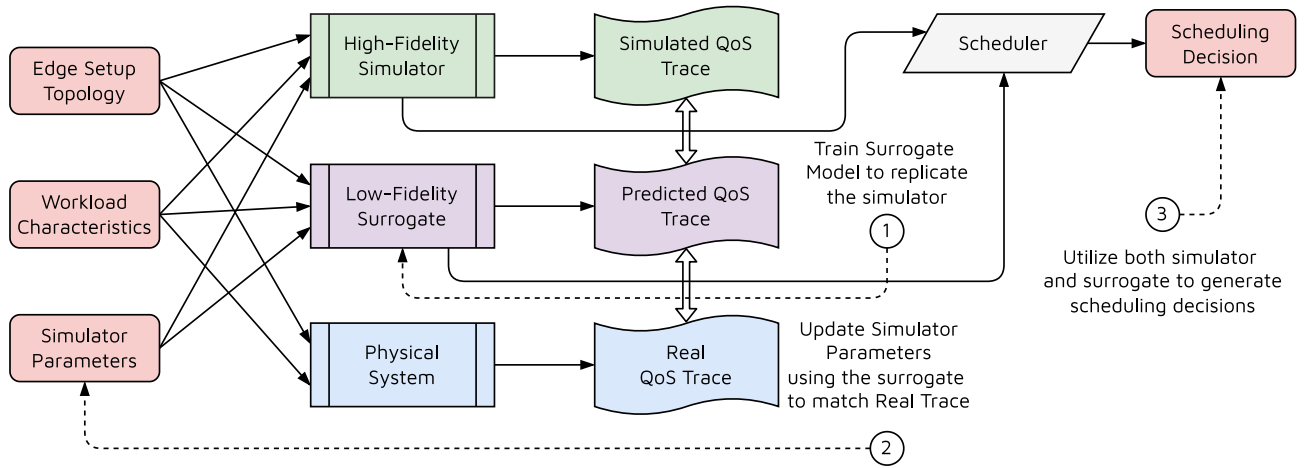 Edge Setup
Topology
Workload
Characteristics
Simulator
Parameters
High-Fidelity
Simulator
Low-Fidelity
Surrogate
Physical
System
Simulated QoS
Trace
Predicted QoS
Trace
Real
QoS Trace
Scheduler
Scheduling
Decision
Train Surrogate
Model to replicate
the simulator
1
Update Simulator
Parameters
using the surrogate
to match Real Trace
2
3
Utilize both simulator
and surrogate to generate
scheduling decisions